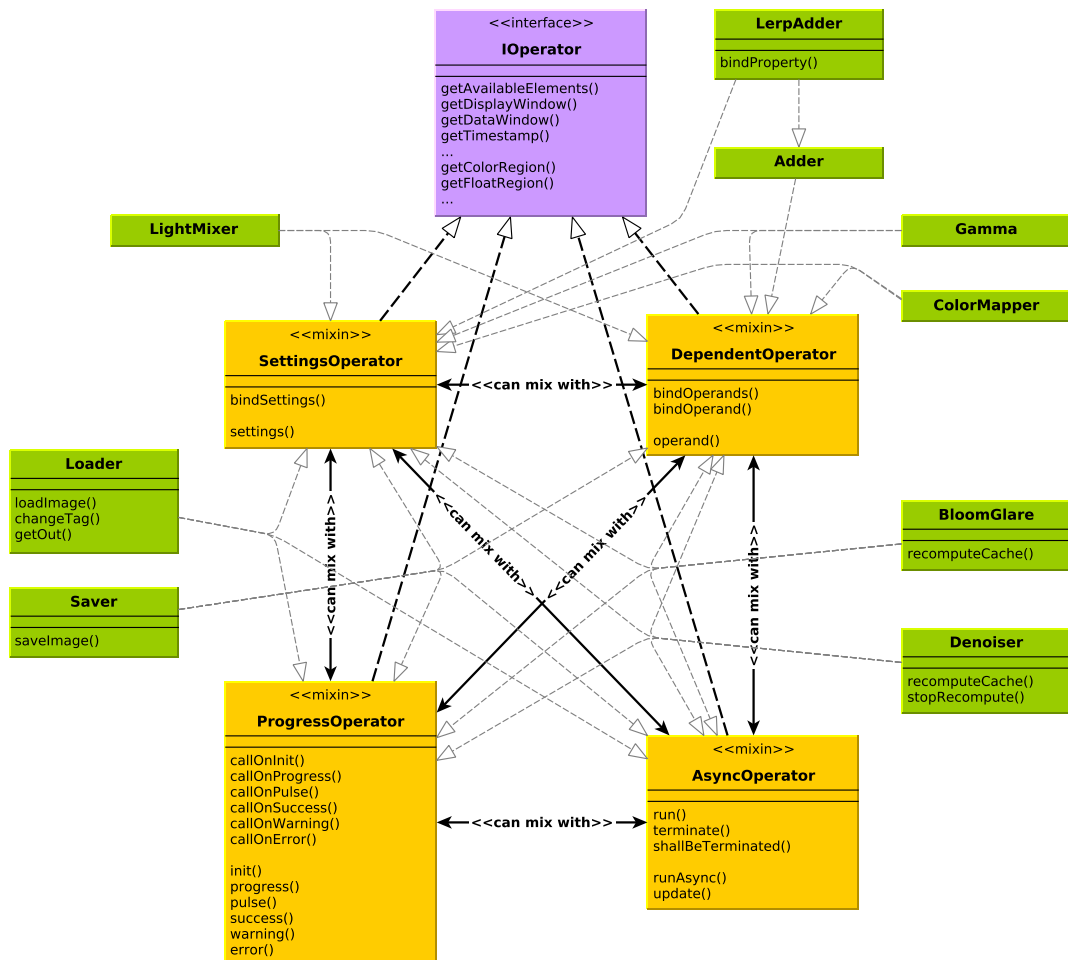 <<interface>>
IOperator
getAvailableElements()
getDisplayWindow()
getDataWindow()
getTimestamp()
...
getColorRegion()
getFloatRegion()
...
LerpAdder
bindProperty()
Adder
LightMixer
Gamma
ColorMapper
<<mixin>>
SettingsOperator
bindSettings()
settings()
<<can mix with>>
<<mixin>>
DependentOperator
bindOperands()
bindOperand()
operand()
Loader
loadImage()
changeTag()
getOut()
Saver
saveImage()
<<can mix with>>
<<can mix with>>
<<can mix with>>
<<can mix with>>
BloomGlare
recomputeCache()
Denoiser
recomputeCache()
stopRecompute()
<<mixin>>
ProgressOperator
callOnInit()
callOnProgress()
callOnPulse()
callOnSuccess()
callOnWarning()
callOnError()
init()
progress()
pulse()
success()
warning()
error()
<<can mix with>>
<<mixin>>
AsyncOperator
run()
terminate()
shallBeTerminated()
runAsync()
update()